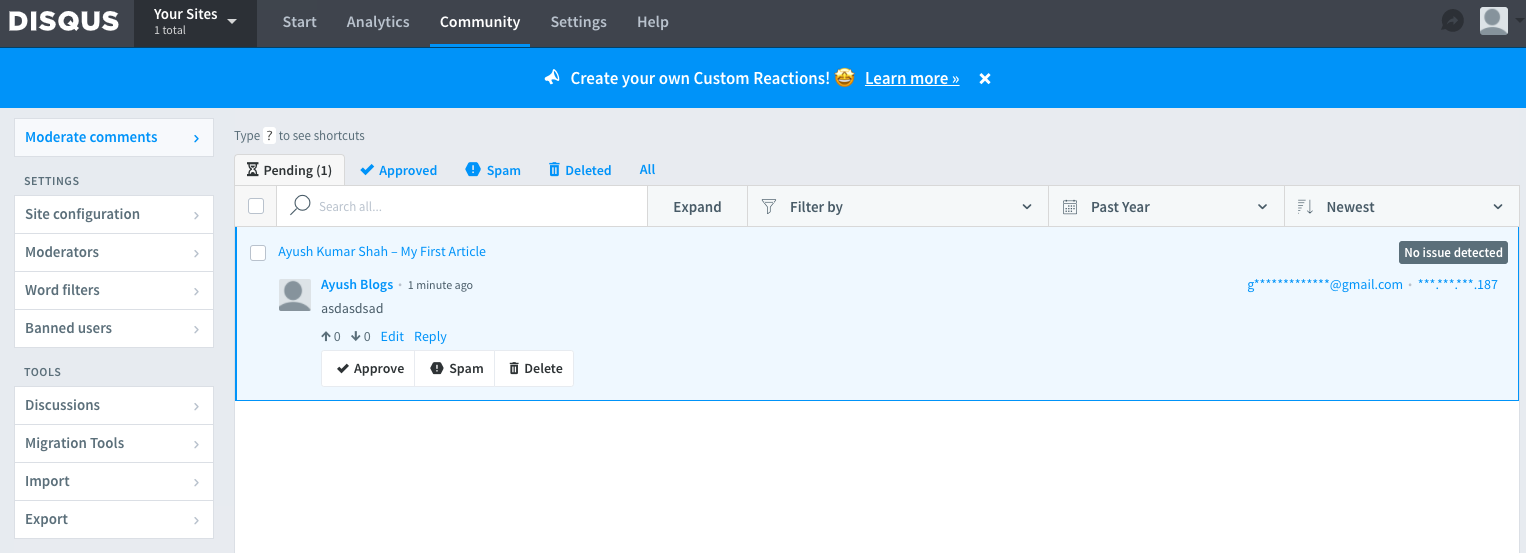 DISQUS
Your Sites
1 total
Start
Analytics
Community
Settings
Help
Create your own Custom Reactions! 🤩 Learn more »
Moderate comments
SETTINGS
Site configuration
Moderators
Word filters
Banned users
TOOLS
Discussions
Migration Tools
Import
Export
Type ? to see shortcuts
Pending (1)
Approved
Spam
Deleted
All
Search all...
Expand
Filter by
Past Year
Newest
Ayush Kumar Shah – My First Article
No issue detected
Ayush Blogs · 1 minute ago
g*************@gmail.com · ***.***.***.187
asdasdsad
0 0 Edit Reply
Approve
Spam
Delete